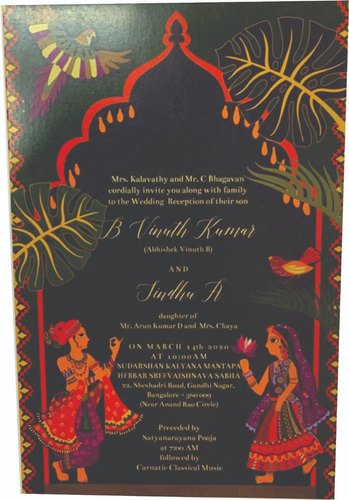 Mrs. Kalavathy and Mr. C Bhagavan
cordially invite you along with family
to the Wedding Reception of their son
B Vinuth Kumar
(Abhishek Vinuth B)
AND
Sindhu A
daughter of
Mr. Arun Kumar D and Mrs. Chaya
ON MARCH 14th 2020
AT 10:00AM
SUDARSHAN KALYANA MANTAPA
HEBBAR SREEVAISHNAVA SABHA
22, Sheshadri Road, Gandhi Nagar,
Bangalore - 560009
(Near Anand Rao Circle)
Preceded by
Satyanarayana Pooja
at 7:00 AM
followed by
Carnatic Classical Music